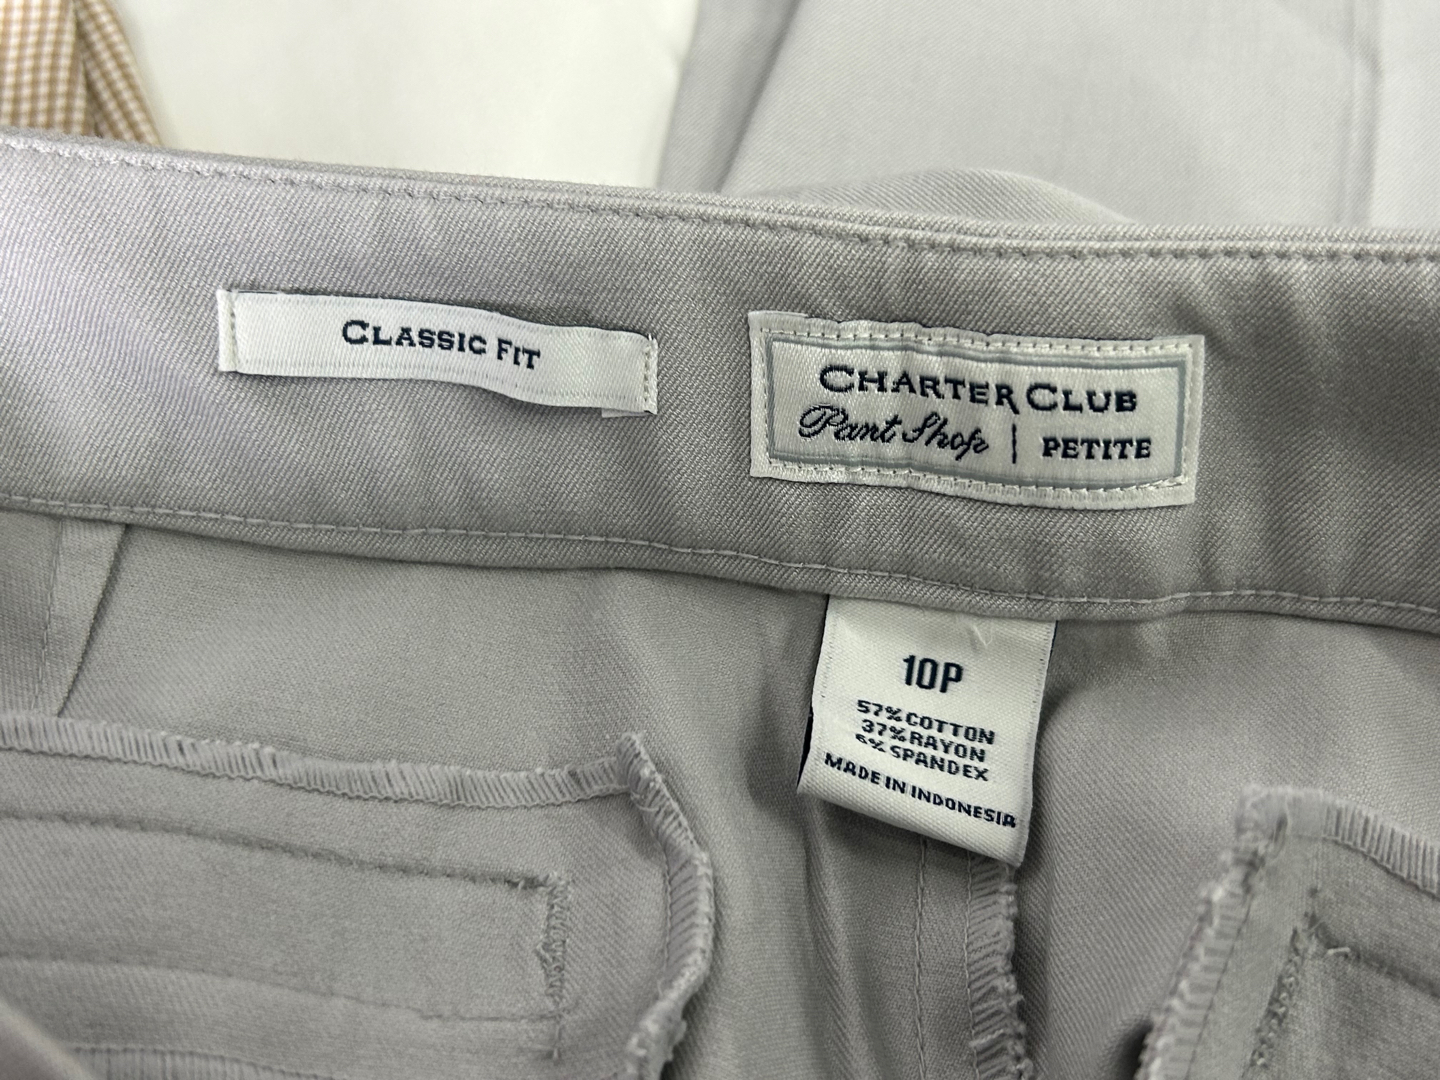 CLASSIC FIT
CHARTER CLUB
Pant Shop | PETITE
10P
57% COTTON
37% RAYON
6% SPANDEX
MADE IN INDONESIA